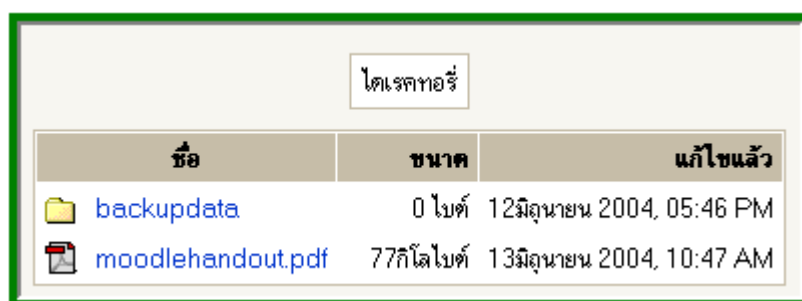 ไดเรคทอรี่
ชื่อ ขนาด แก้ไขแล้ว
backupdata 0 ไบต์ 12มิถุนายน 2004, 05:46 PM
moodlehandout.pdf 77กิโลไบต์ 13มิถุนายน 2004, 10:47 AM